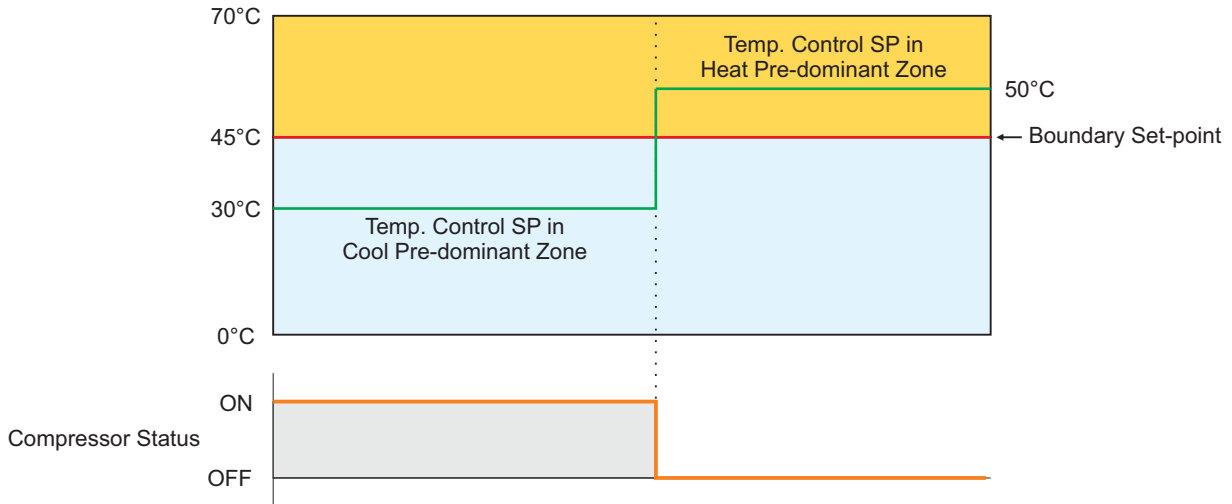 70°C
Temp. Control SP in
Heat Pre-dominant Zone
50°C
45°C
Boundary Set-point
30°C
Temp. Control SP in
Cool Pre-dominant Zone
0°C
ON
Compressor Status
OFF